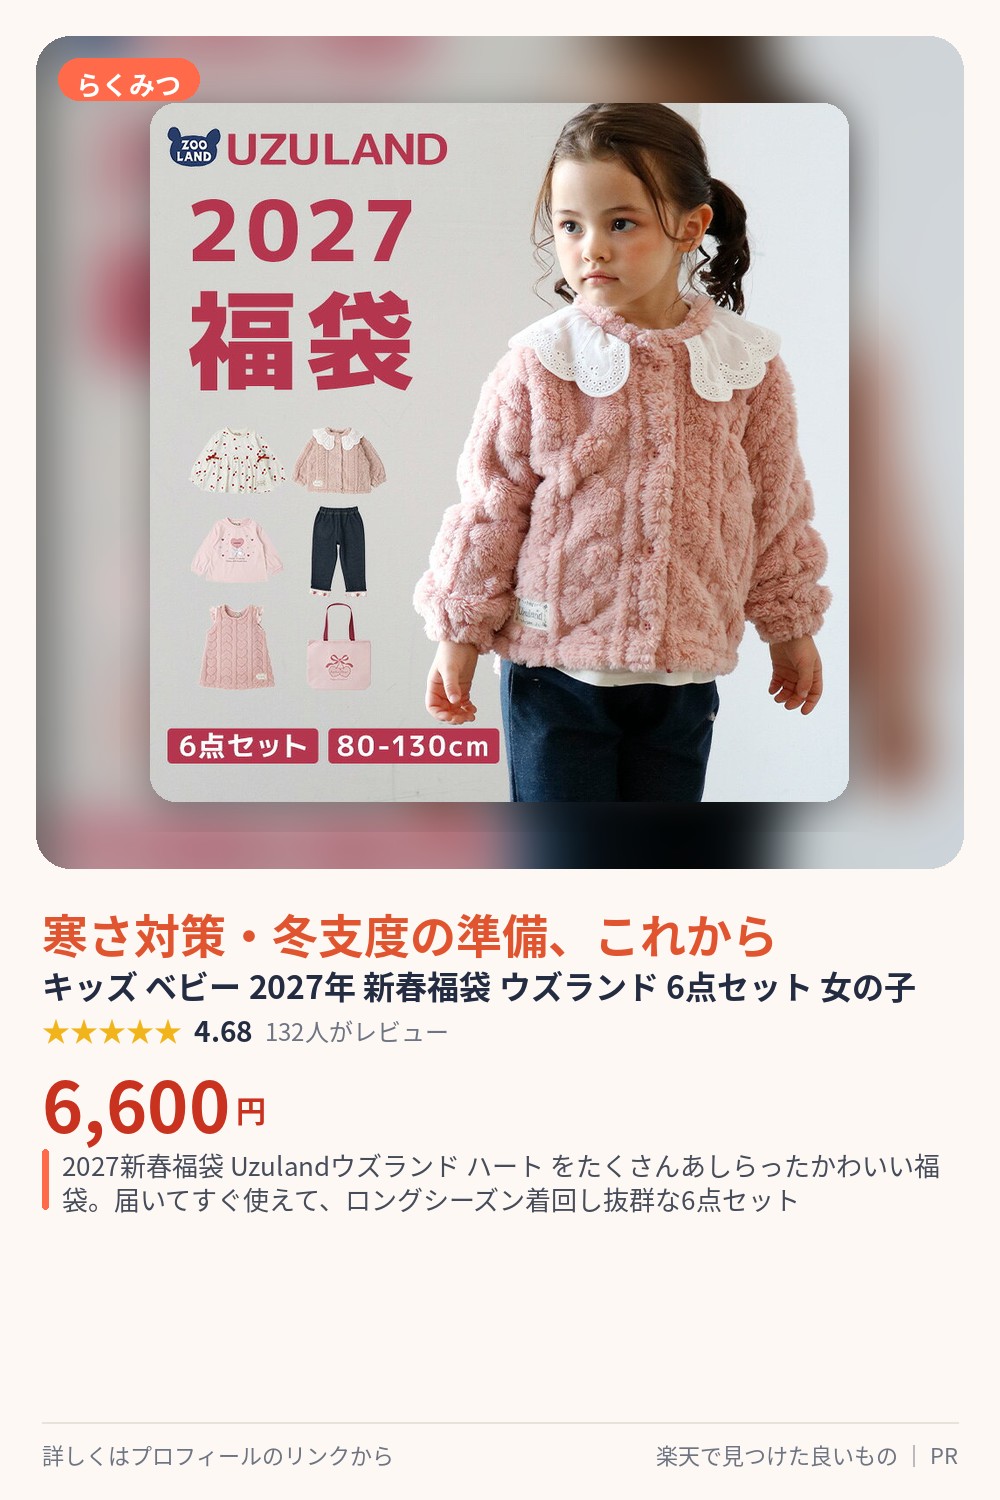 らくみつ
ZOO
LAND
UZULAND
2027
福袋
6点セット
80-130cm
寒さ対策・冬支度の準備、これから
キッズ ベビー 2027年 新春福袋 ウズランド 6点セット 女の子
★★★★★ 4.68 132人がレビュー
6,600円
2027新春福袋 Uzulandウズランド ハート をたくさんあしらったかわいい福
袋。届いてすぐ使えて、ロングシーズン着回し抜群な6点セット
詳しくはプロフィールのリンクから
楽天で見つけた良いもの | PR